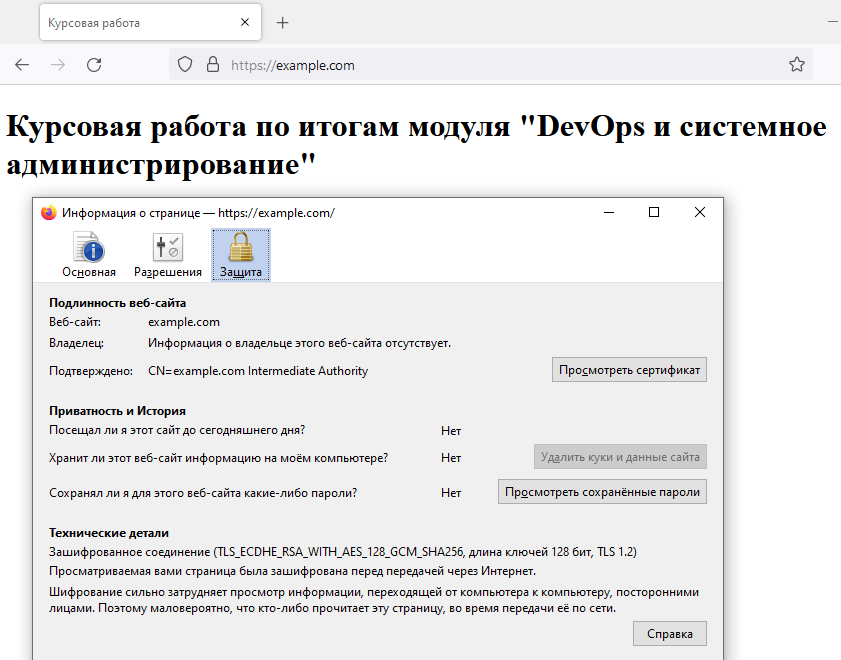 Курсовая работа
https://example.com
Курсовая работа по итогам модуля "DevOps и системное
администрирование"
Информация о странице — https://example.com/
Основная Разрешения Защита
Подлинность веб-сайта
Веб-сайт: example.com
Владелец: Информация о владельце этого веб-сайта отсутствует.
Подтверждено: CN=example.com Intermediate Authority Просмотреть сертификат
Приватность и История
Посещал ли я этот сайт до сегодняшнего дня? Нет
Хранит ли этот веб-сайт информацию на моём компьютере? Нет Удалить куки и данные сайта
Сохранял ли я для этого веб-сайта какие-либо пароли? Нет Просмотреть сохранённые пароли
Технические детали
Зашифрованное соединение (TLS_ECDHE_RSA_WITH_AES_128_GCM_SHA256, длина ключей 128 бит, TLS 1.2)
Просматриваемая вами страница была зашифрована перед передачей через Интернет.
Шифрование сильно затрудняет просмотр информации, переходящей от компьютера к компьютеру, посторонними
лицами. Поэтому маловероятно, что кто-либо прочитает эту страницу, во время передачи её по сети.
Справка